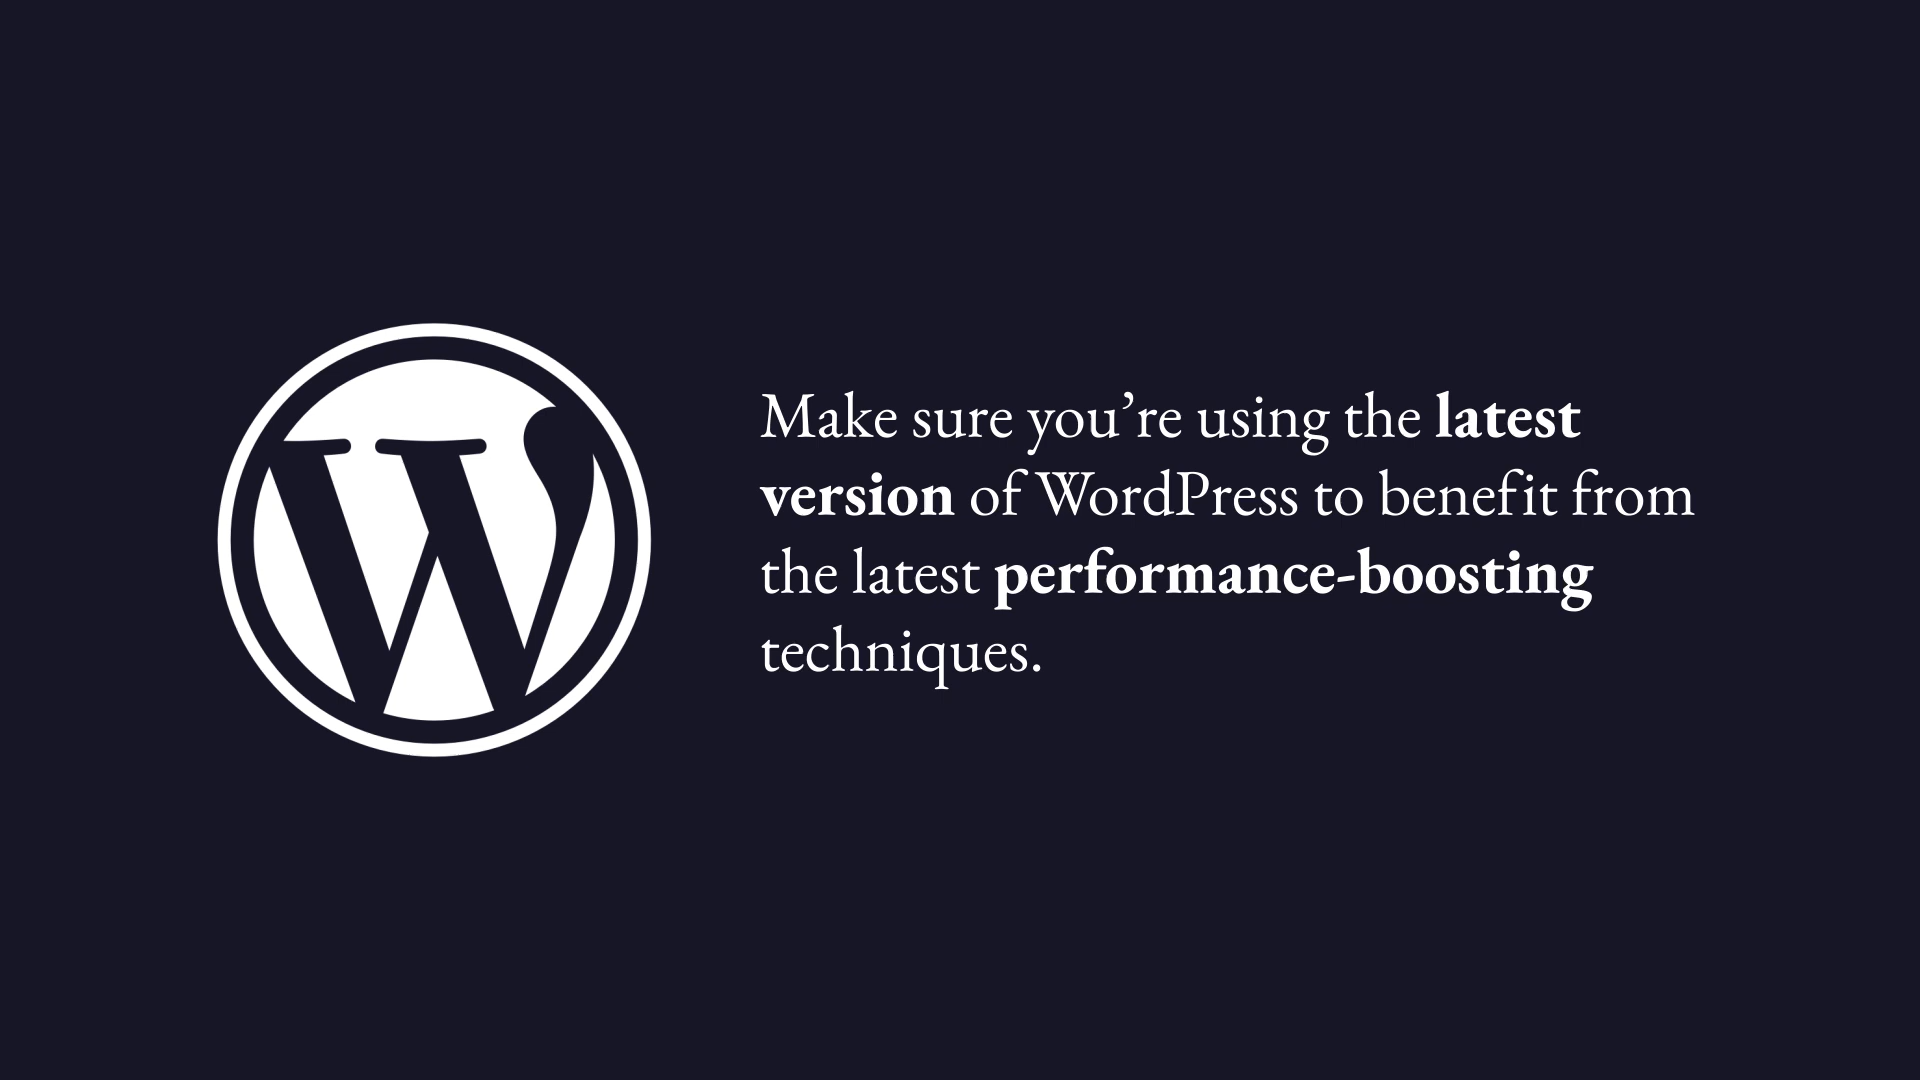 Make sure you’re using the latest
version of WordPress to benefit from
the latest performance-boosting
techniques.